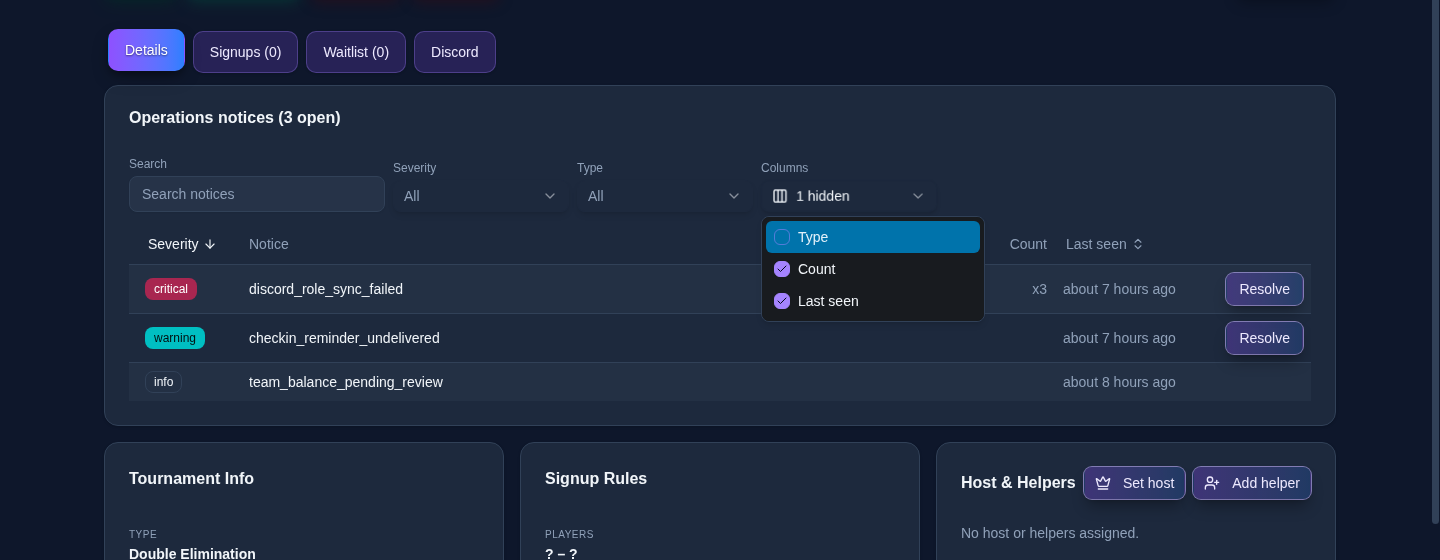 Details
Signups (0)
Waitlist (0)
Discord
Operations notices (3 open)
Search
Severity
Type
Columns
Search notices
All
All
1 hidden
Type
Count
Last seen
Severity
Notice
Count
Last seen
critical
discord_role_sync_failed
x3
about 7 hours ago
Resolve
warning
checkin_reminder_undelivered
about 7 hours ago
Resolve
info
team_balance_pending_review
about 8 hours ago
Tournament Info
TYPE
Double Elimination
Signup Rules
PLAYERS
? – ?
Host & Helpers
Set host
Add helper
No host or helpers assigned.